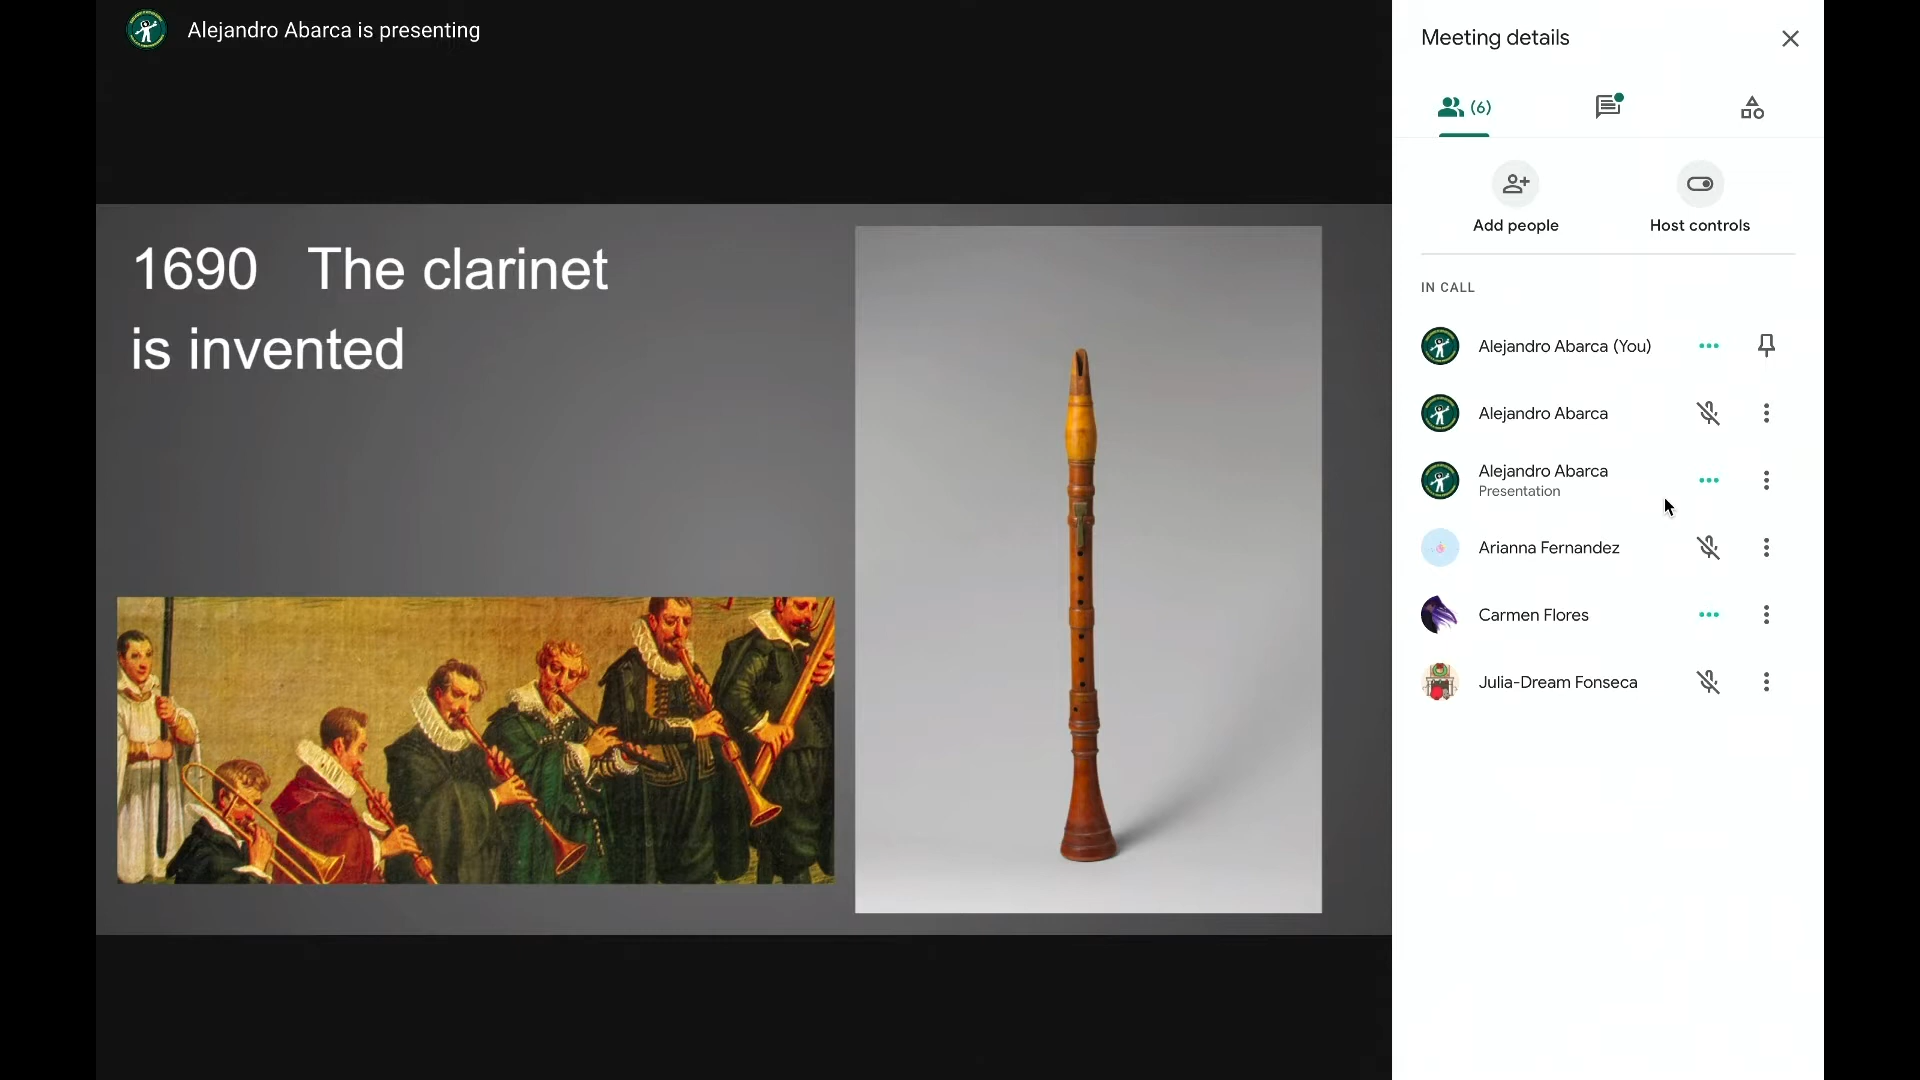 Alejandro Abarca is presenting
1690 The clarinet
is invented
Meeting details
(6)
Add people
Host controls
IN CALL
Alejandro Abarca (You)
Alejandro Abarca
Alejandro Abarca
Presentation
Arianna Fernandez
Carmen Flores
Julia-Dream Fonseca